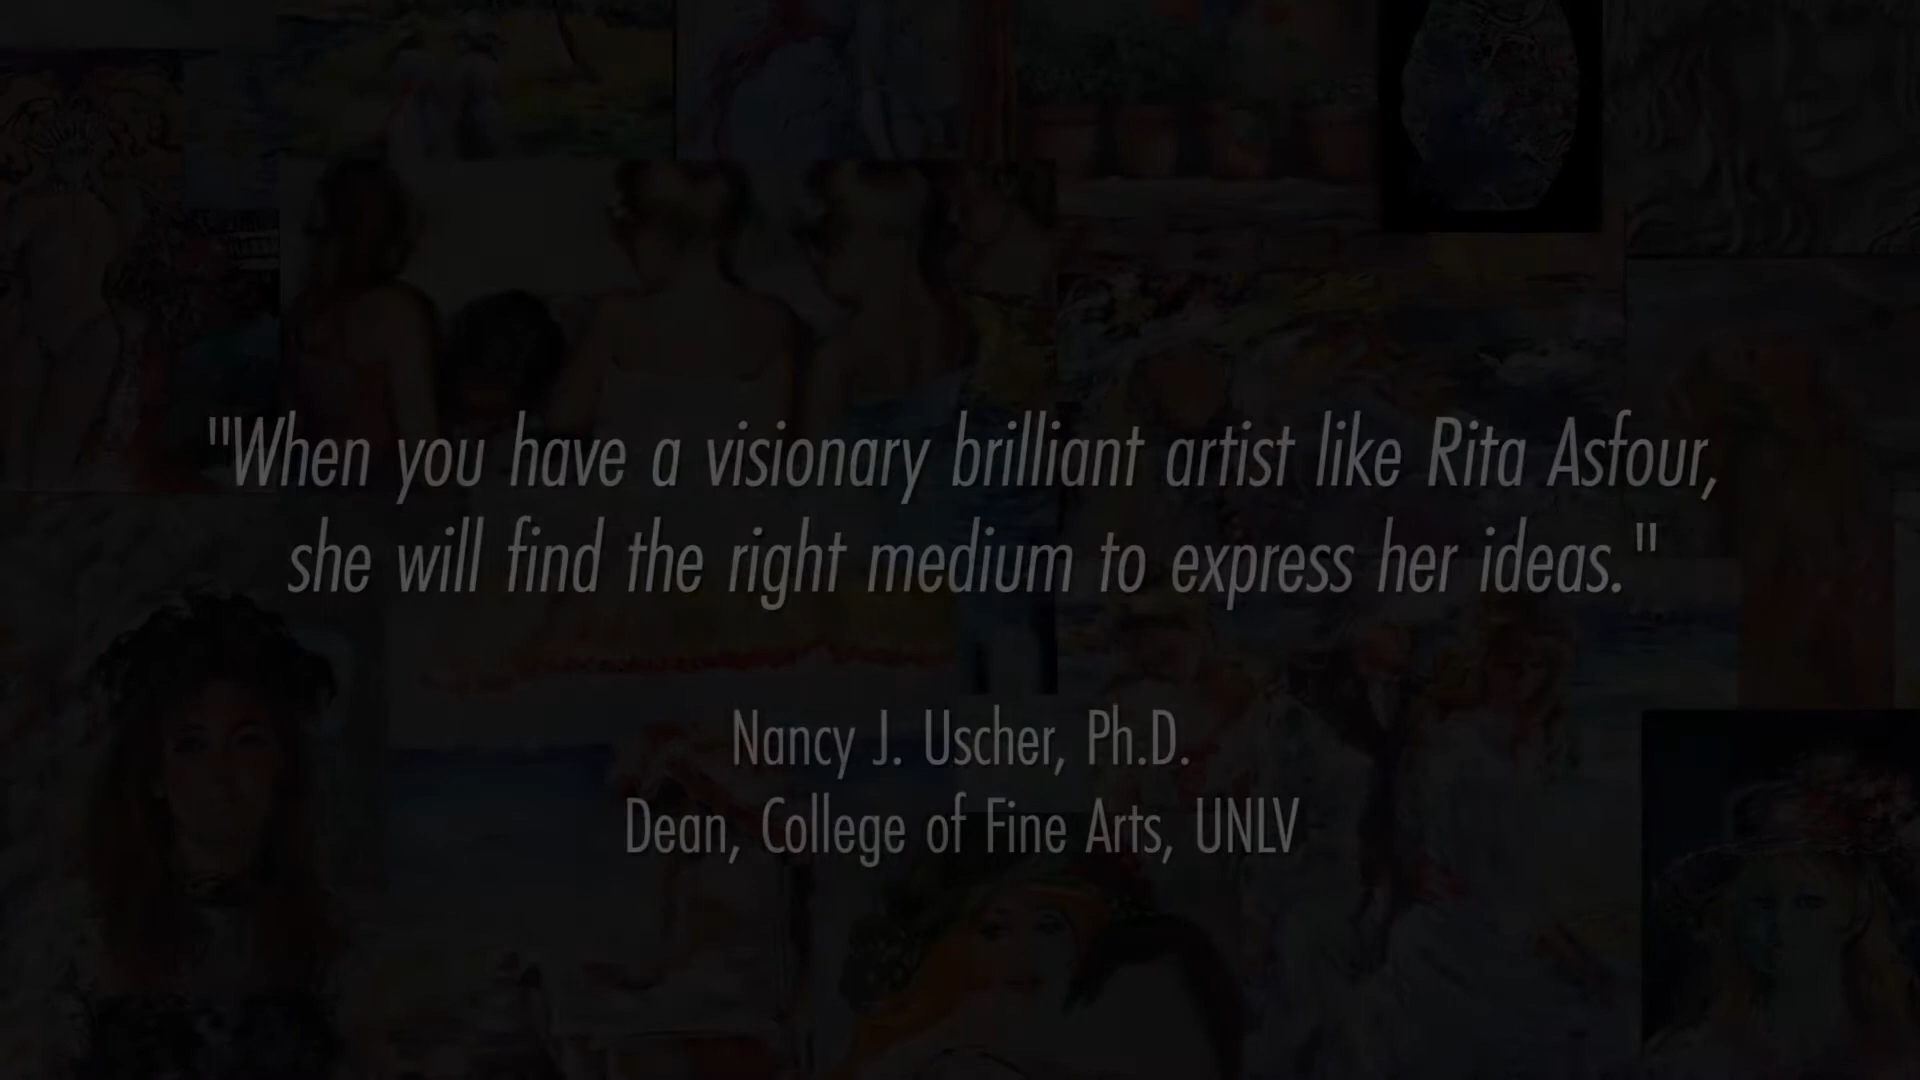 "When you have a visionary brilliant artist like Rita Asfour,
she will find the right medium to express her ideas."
Nancy J. Uscher, Ph.D.
Dean, College of Fine Arts, UNLV